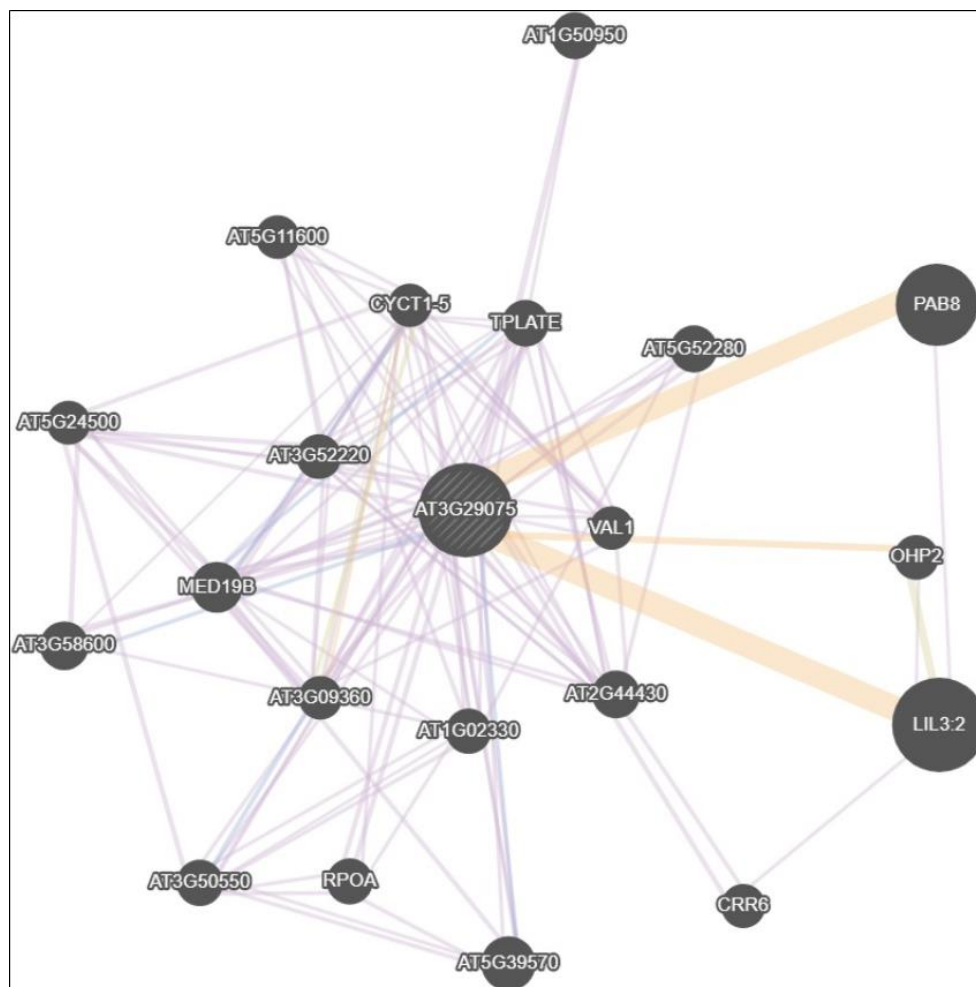 AT1G50950
AT5G11600
CYCT1-5
PAB8
TPLATE
AT5G52280
AT5G24500
AT3G52220
AT3G29075
VAL1
OHP2
MED19B
AT3G58600
AT3G09360
AT2G44430
AT1G02330
LIL3:2
AT3G50550
RPOA
CRR6
AT5G39570